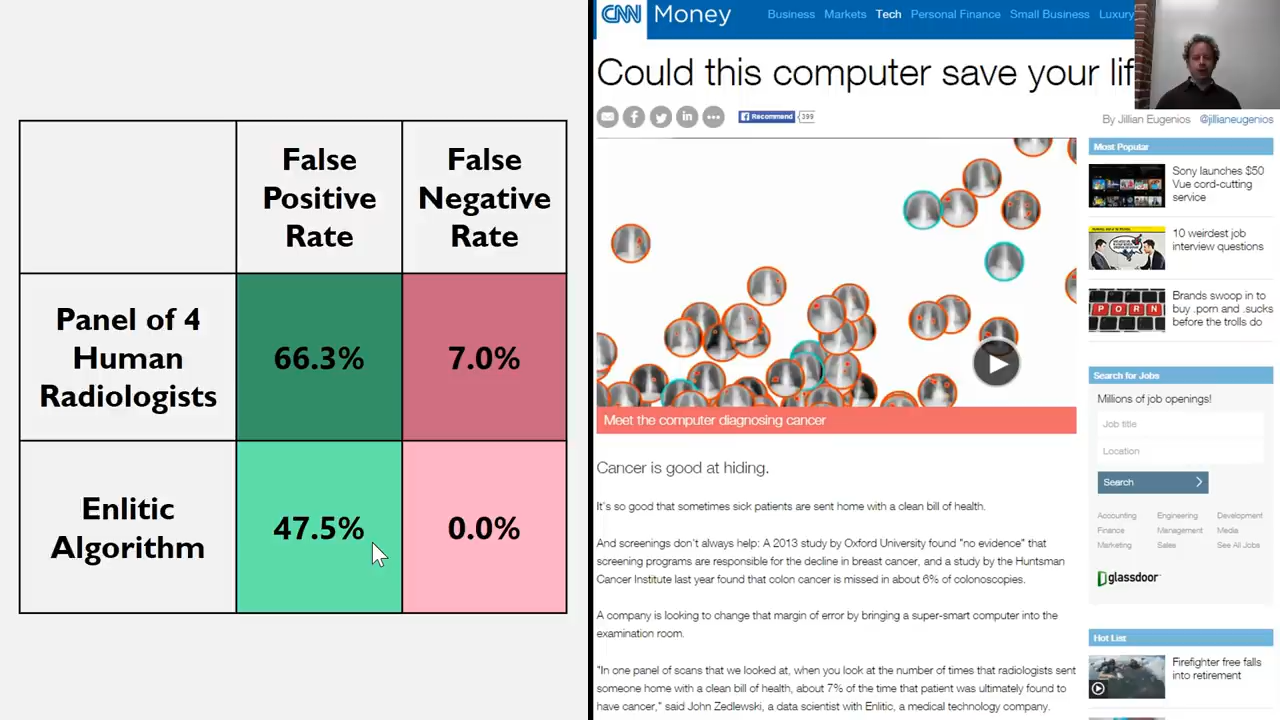 False
Positive
Rate
False
Negative
Rate
Panel of 4
Human
Radiologists
66.3%
7.0%
Enlitic
Algorithm
47.5%
0.0%
CNN Money
Business Markets Tech Personal Finance Small Business Luxury
Could this computer save your lif
Recommend 399
By Jillian Eugenios @jillianeugenios
Meet the computer diagnosing cancer
Cancer is good at hiding.
It's so good that sometimes sick patients are sent home with a clean bill of health.
And screenings don't always help: A 2013 study by Oxford University found "no evidence" that
screening programs are responsible for the decline in breast cancer, and a study by the Huntsman
Cancer Institute last year found that colon cancer is missed in about 6% of colonoscopies.
A company is looking to change that margin of error by bringing a super-smart computer into the
examination room.
"In one panel of scans that we looked at, when you look at the number of times that radiologists sent
someone home with a clean bill of health, about 7% of the time that patient was ultimately found to
have cancer," said John Zedlewski, a data scientist with Enlitic, a medical technology company.
Most Popular
Sony launches $50
Vue cord-cutting
service
10 weirdest job
interview questions
PORN
Brands swoop in to
buy .porn and .sucks
before the trolls do
Search for Jobs
Millions of job openings!
Job title
Location
Search
Accounting Engineering Development
Finance Management Media
Marketing Sales See All Jobs
glassdoor
Hot List
Firefighter free falls
into retirement